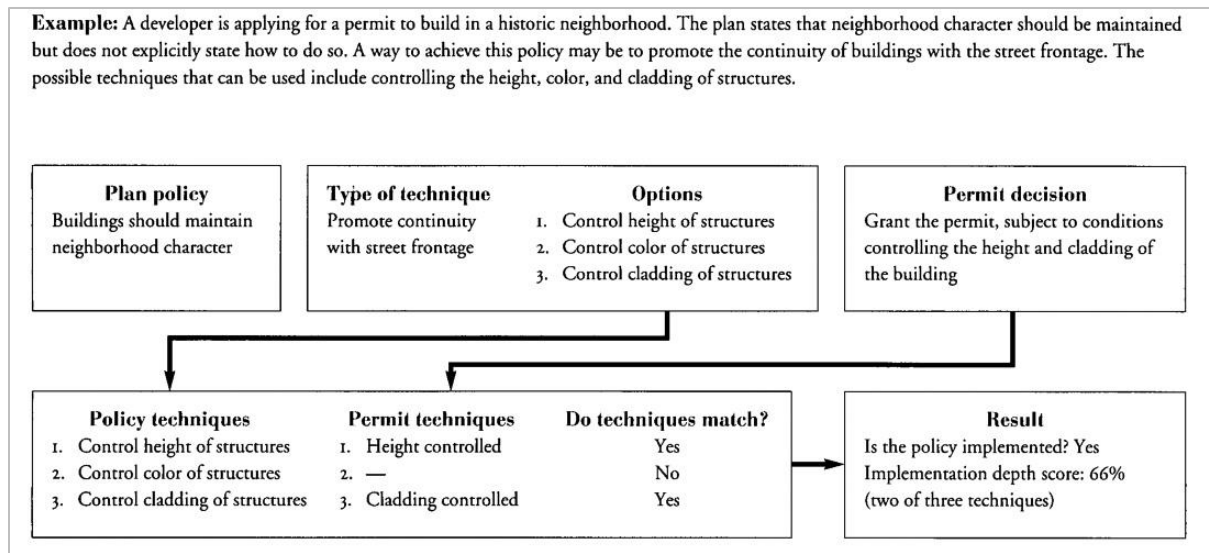 Example: A developer is applying for a permit to build in a historic neighborhood. The plan states that neighborhood character should be maintained
but does not explicitly state how to do so. A way to achieve this policy may be to promote the continuity of buildings with the street frontage. The
possible techniques that can be used include controlling the height, color, and cladding of structures.
Plan policy
Buildings should maintain
neighborhood character
Type of technique
Promote continuity
with street frontage
Options
1. Control height of structures
2. Control color of structures
3. Control cladding of structures
Permit decision
Grant the permit, subject to conditions
controlling the height and cladding of
the building
Policy techniques
1. Control height of structures
2. Control color of structures
3. Control cladding of structures
Permit techniques
1. Height controlled
2. —
3. Cladding controlled
Do techniques match?
Yes
No
Yes
Result
Is the policy implemented? Yes
Implementation depth score: 66%
(two of three techniques)